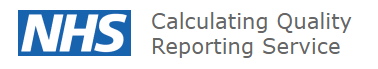 NHS
Calculating Quality
Reporting Service